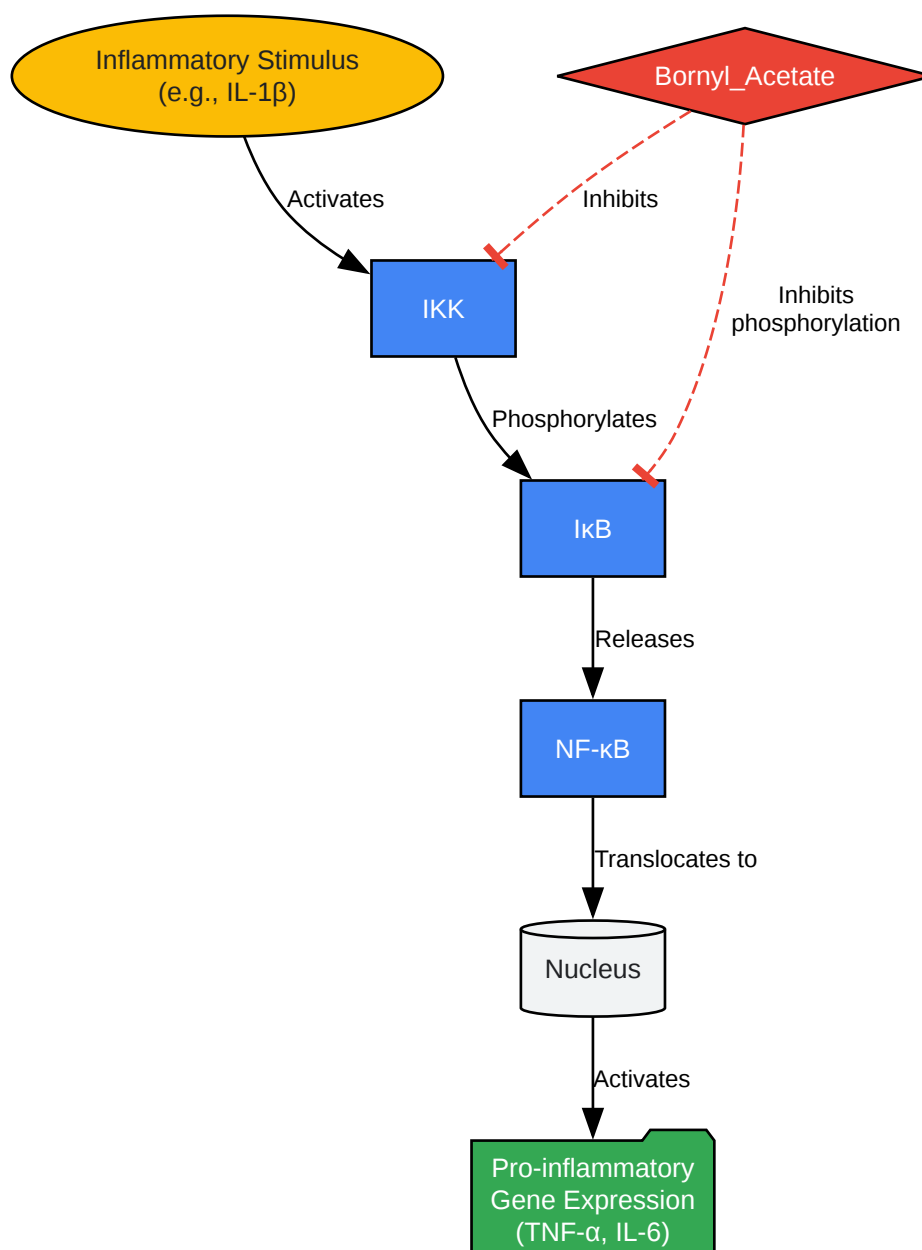 Inflammatory Stimulus
(e.g., IL-1β)
Bornyl_Acetate
Activates
Inhibits
IKK
Inhibits
phosphorylation
Phosphorylates
IκB
Releases
NF-κB
Translocates to
Nucleus
Activates
Pro-inflammatory
Gene Expression
(TNF-α, IL-6)